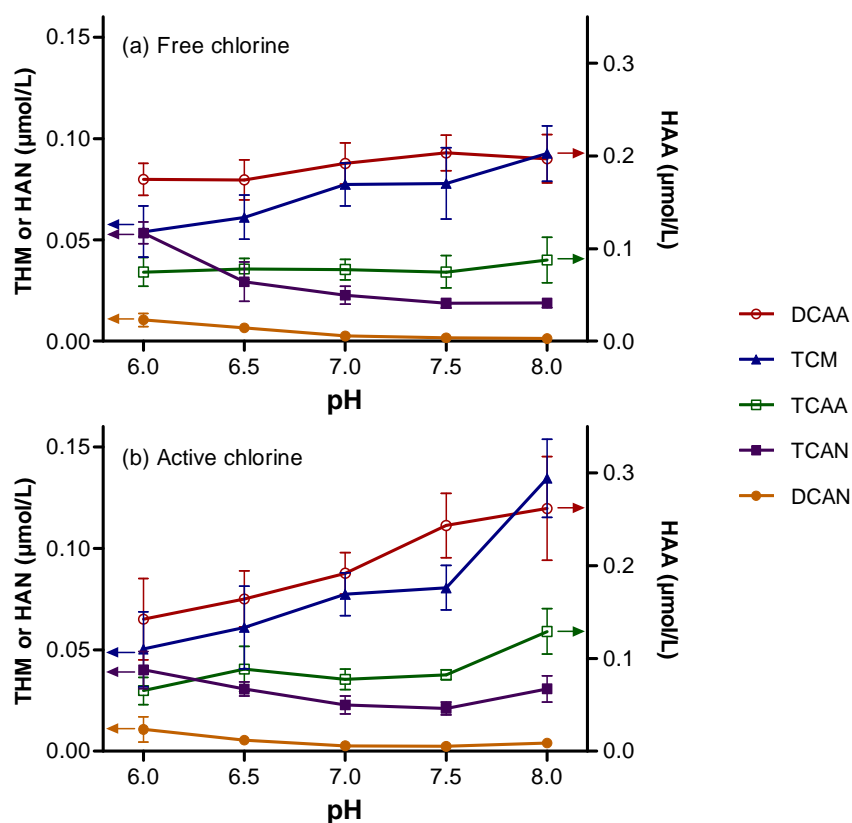 (a) Free chlorine
THM or HAN (µmol/L)
0.15
0.10
0.05
0.00
HAA (µmol/L)
0.3
0.2
0.1
0.0
6.0 6.5 7.0 7.5 8.0
pH
(b) Active chlorine
THM or HAN (µmol/L)
0.15
0.10
0.05
0.00
HAA (µmol/L)
0.3
0.2
0.1
0.0
6.0 6.5 7.0 7.5 8.0
pH
DCAA
TCM
TCAA
TCAN
DCAN